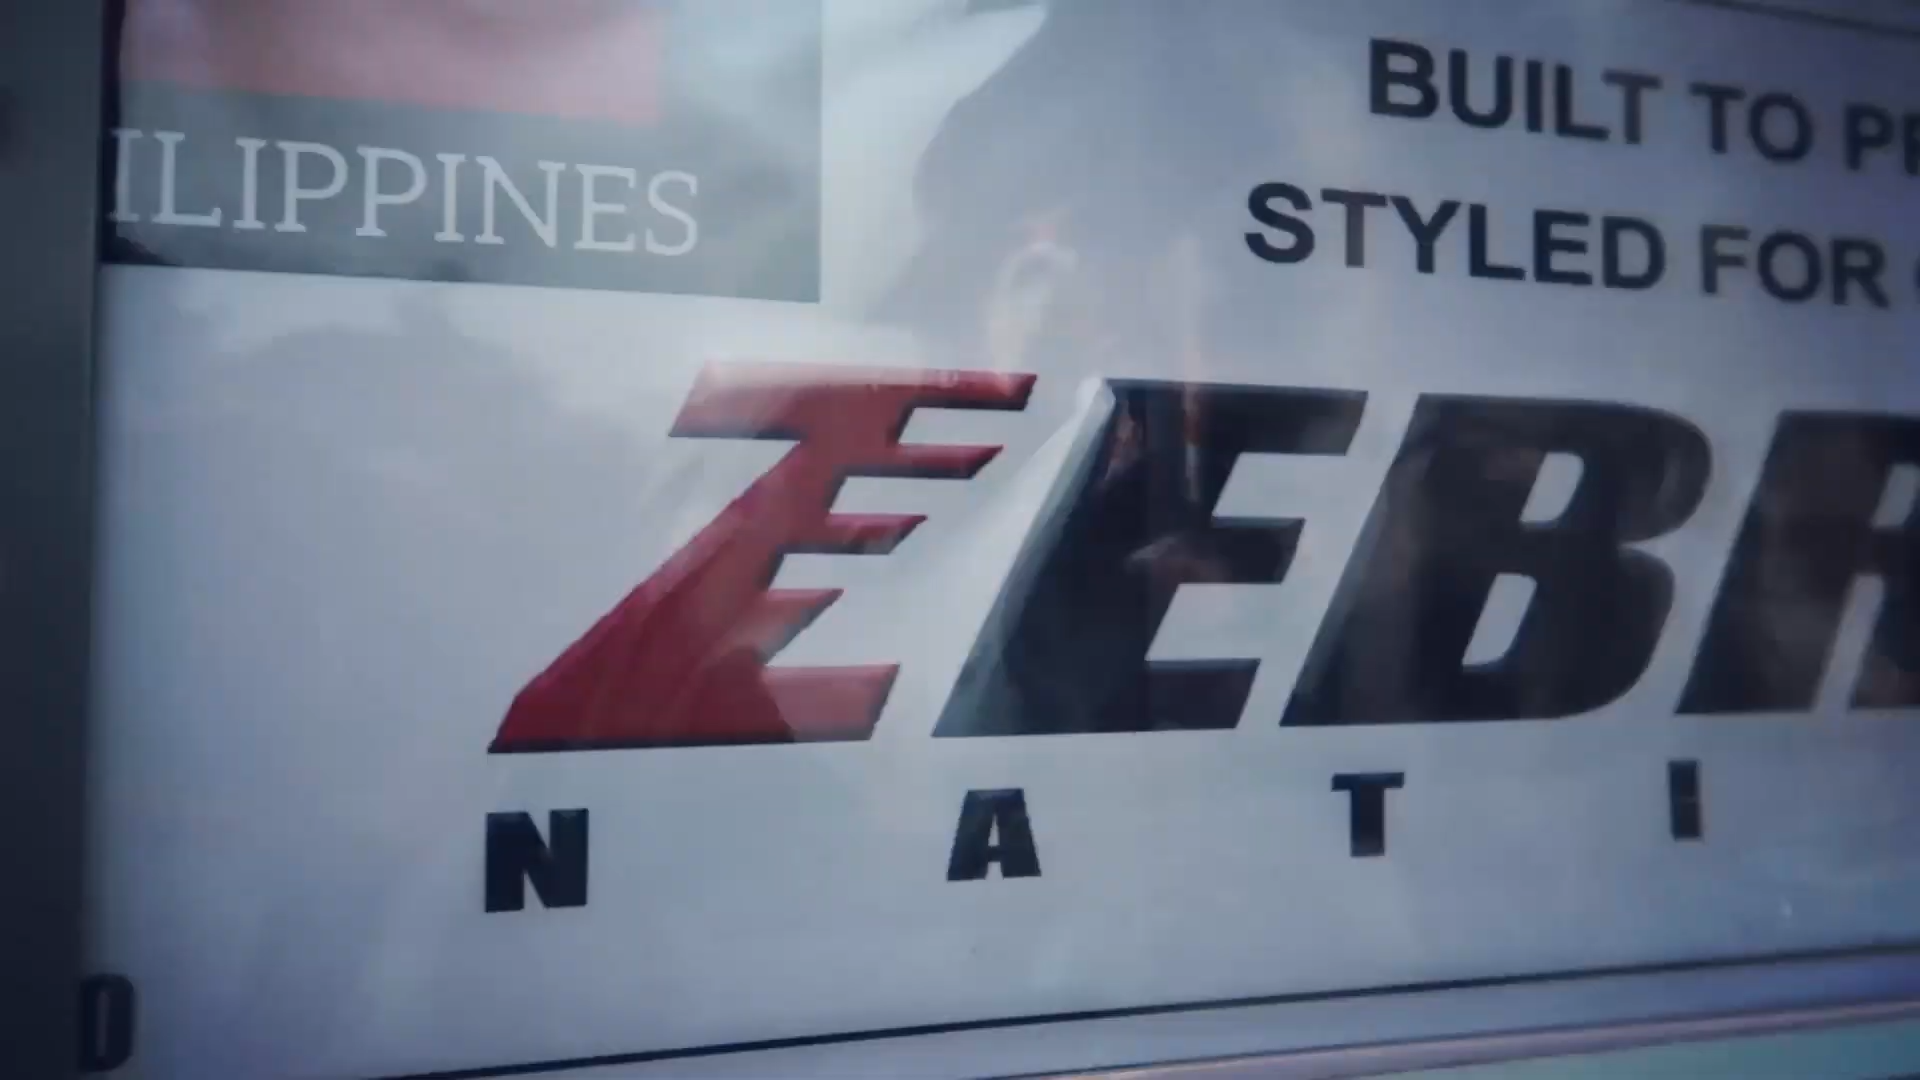 ILIPPINES
BUILT TO
STYLED FOR
ZEBR
N A T I
D